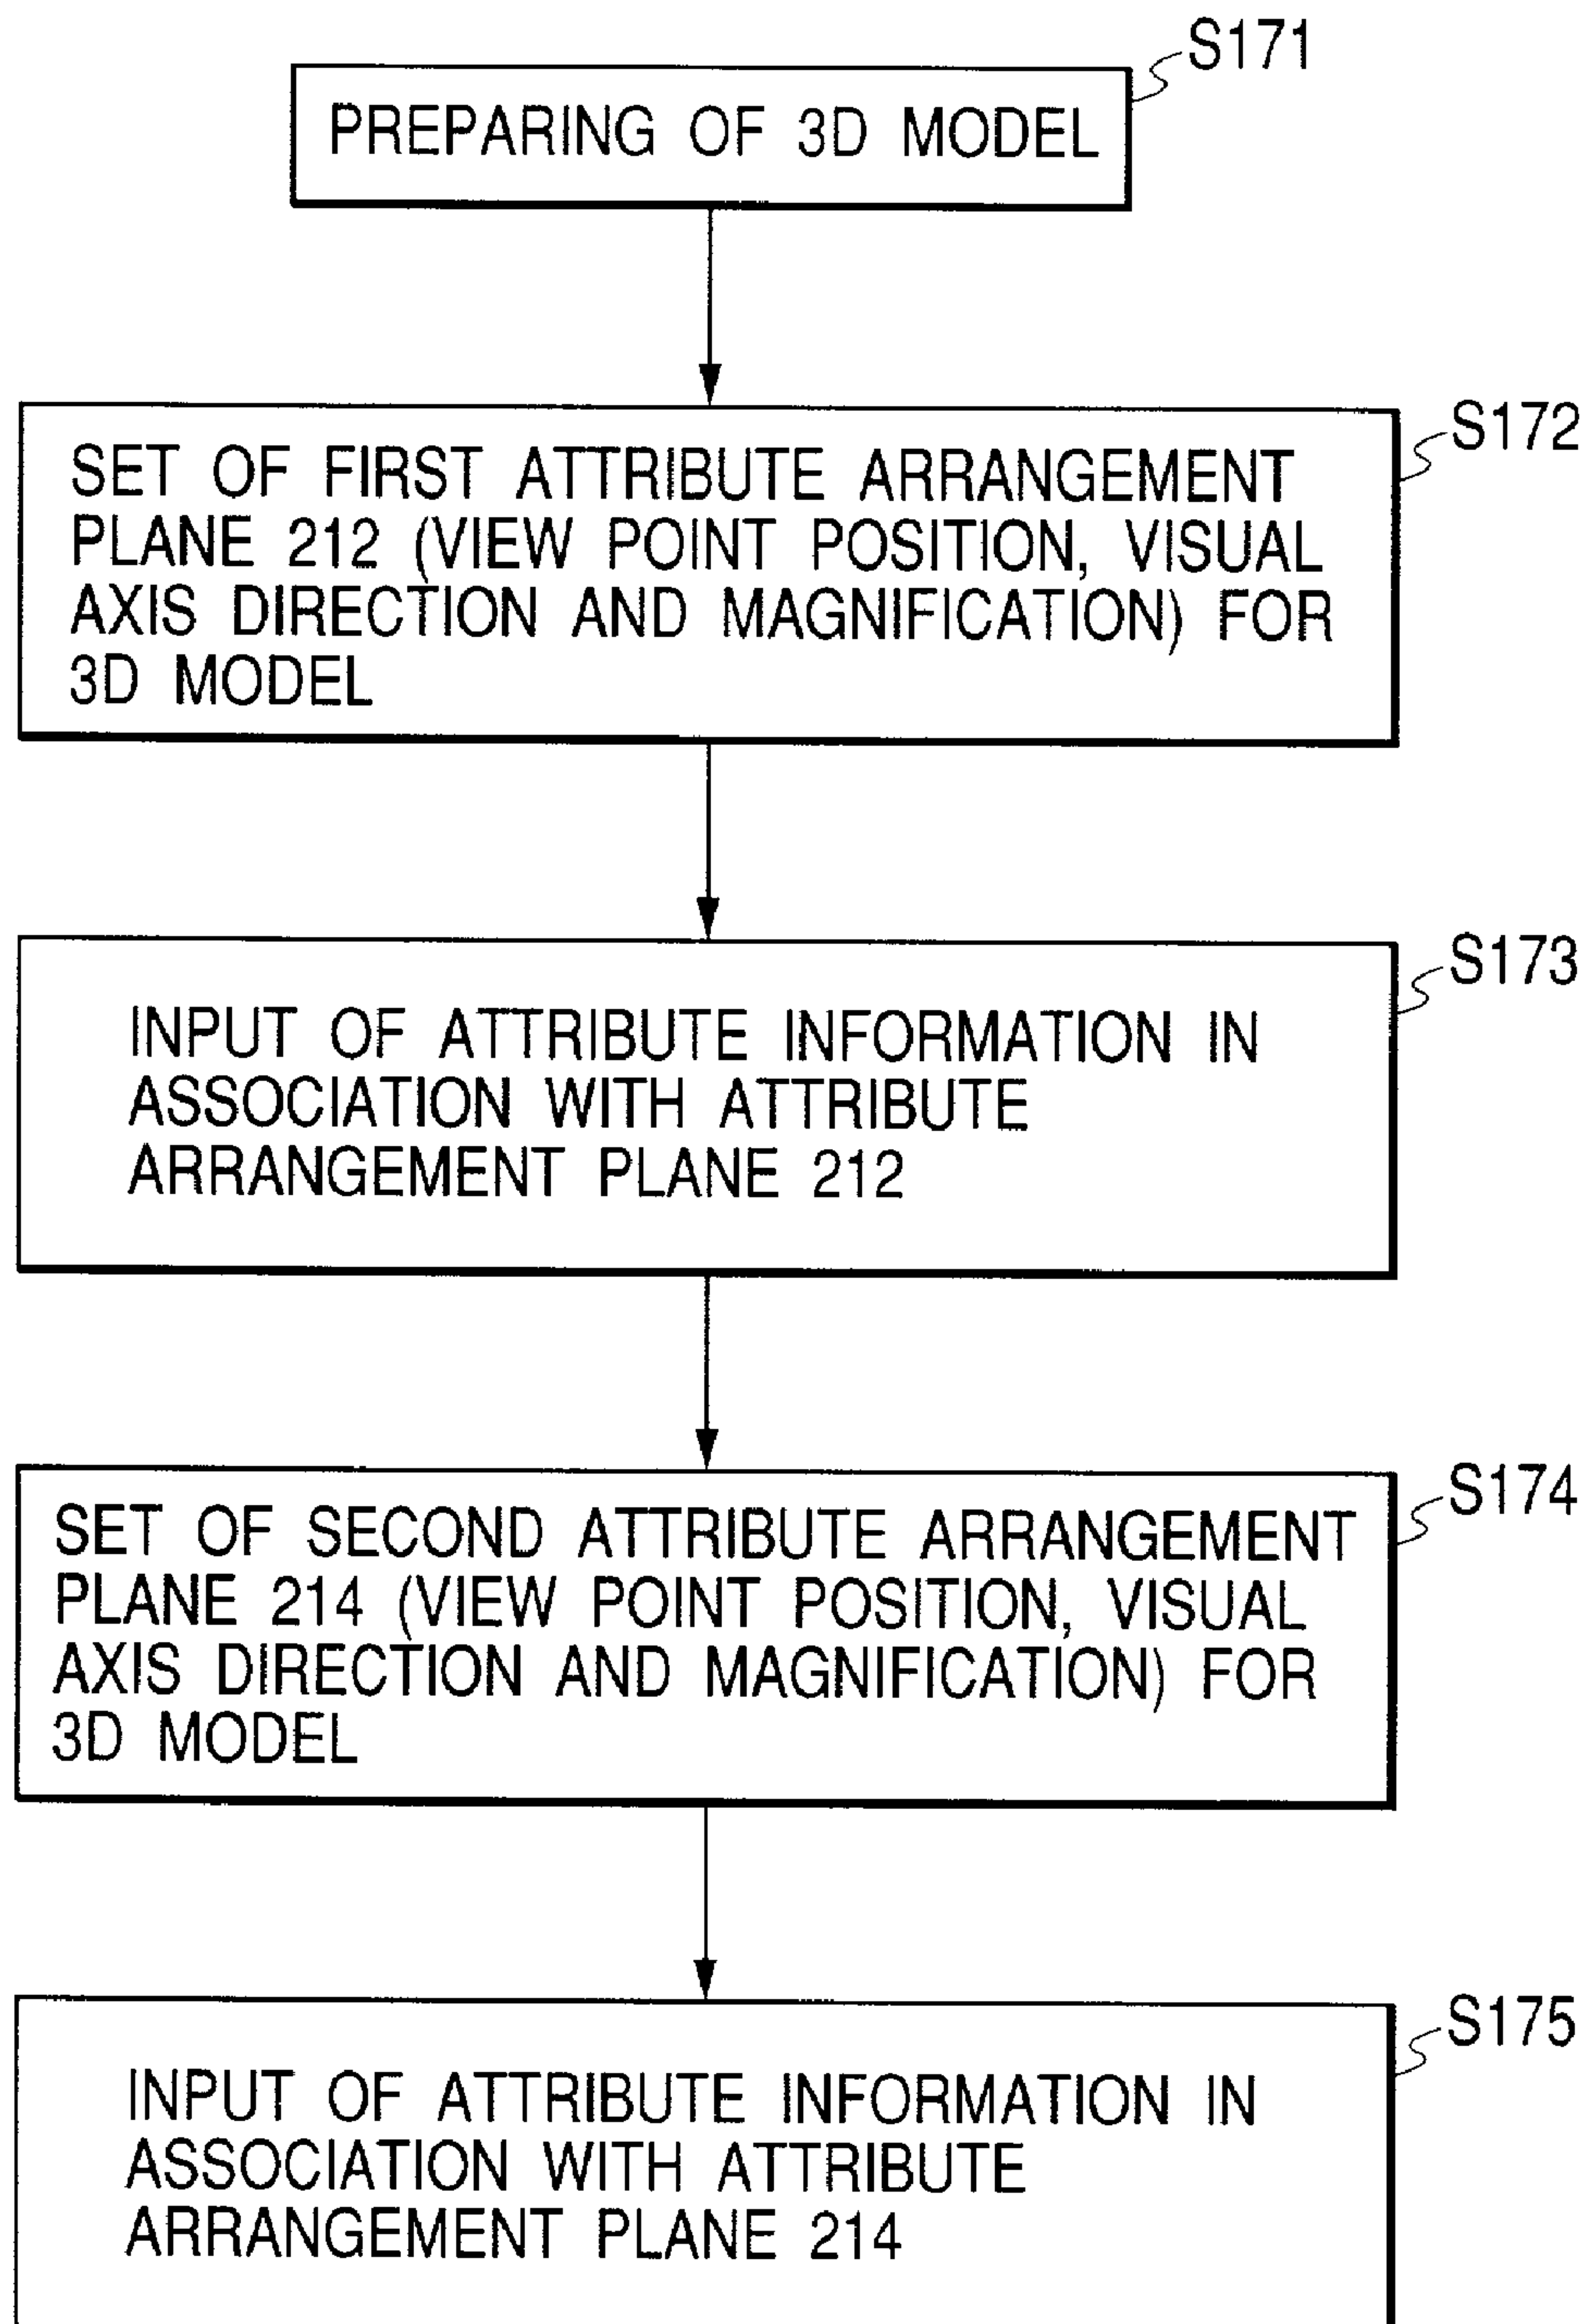 S171
PREPARING OF 3D MODEL
S172
SET OF FIRST ATTRIBUTE ARRANGEMENT
PLANE 212 (VIEW POINT POSITION, VISUAL
AXIS DIRECTION AND MAGNIFICATION) FOR
3D MODEL
S173
INPUT OF ATTRIBUTE INFORMATION IN
ASSOCIATION WITH ATTRIBUTE
ARRANGEMENT PLANE 212
S174
SET OF SECOND ATTRIBUTE ARRANGEMENT
PLANE 214 (VIEW POINT POSITION, VISUAL
AXIS DIRECTION AND MAGNIFICATION) FOR
3D MODEL
S175
INPUT OF ATTRIBUTE INFORMATION IN
ASSOCIATION WITH ATTRIBUTE
ARRANGEMENT PLANE 214